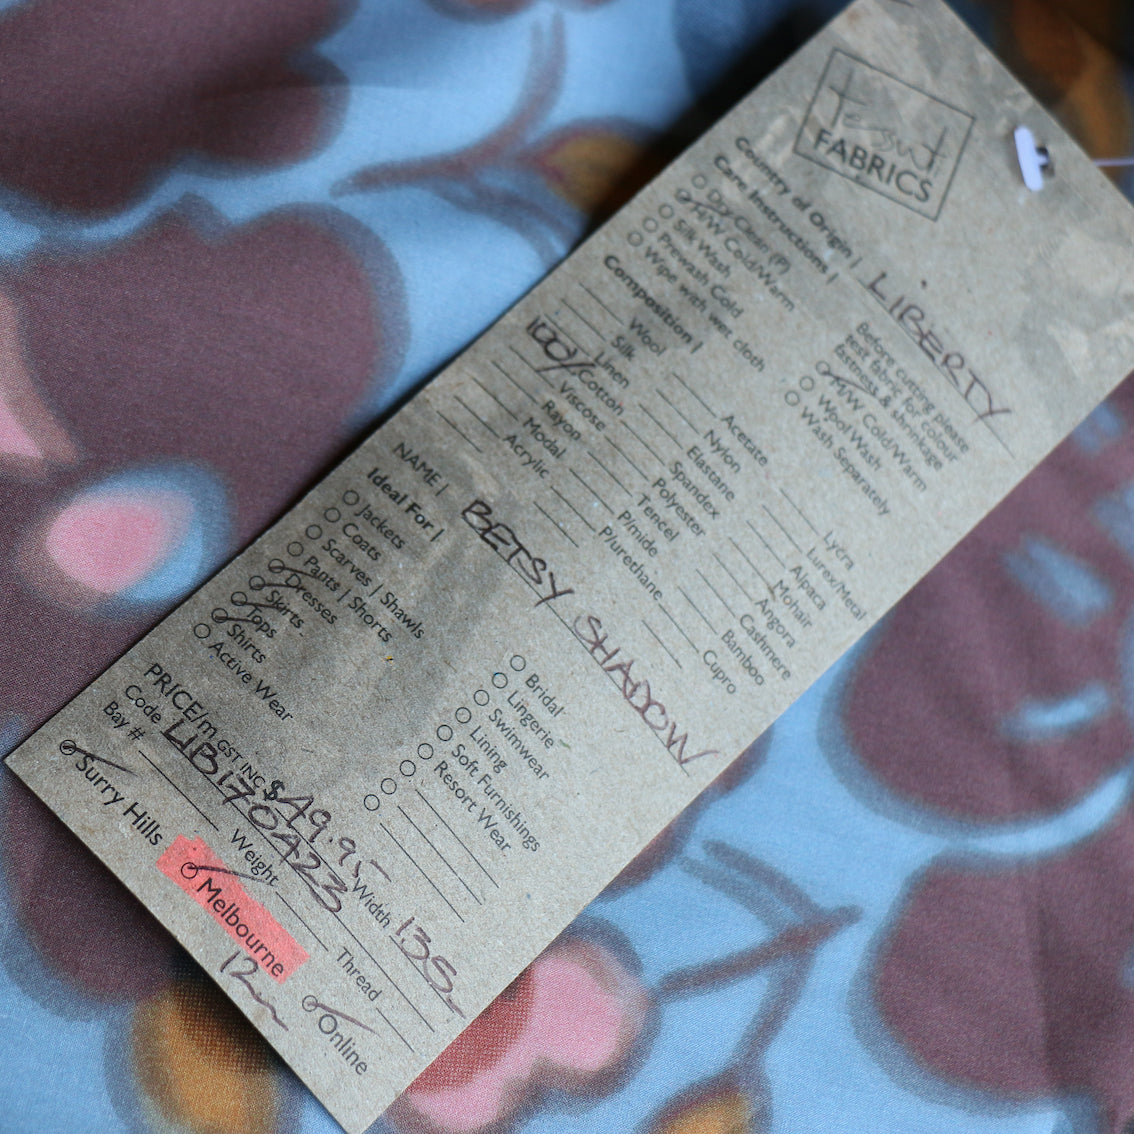 tessuti
FABRICS
Country of Origin | LIBERTY
Care Instructions |
Dry Clean (P)
H/W Cold/Warm
Silk Wash
Prewash Cold
Wipe with wet cloth
Before cutting please
test fabric for colour
fastness & shrinkage
M/W Cold/Warm
Wool Wash
Wash Separately
Composition |
Wool
Silk
Linen
100% Cotton
Viscose
Rayon
Modal
Acrylic
Acetate
Nylon
Elastane
Spandex
Polyester
Tencel
P/mide
P/urethane
Lycra
Lurex/Metal
Alpaca
Mohair
Angora
Cashmere
Bamboo
Cupro
NAME | BETSY SHADOW
Ideal For |
Jackets
Coats
Scarves | Shawls
Pants | Shorts
Dresses
Skirts
Tops
Shirts
Active Wear
Bridal
Lingerie
Swimwear
Lining
Soft Furnishings
Resort Wear
PRICE/m GST INC $49.95 Width 135
Code LIB170423
Bay # Weight Thread
Surry Hills Melbourne Online
12m